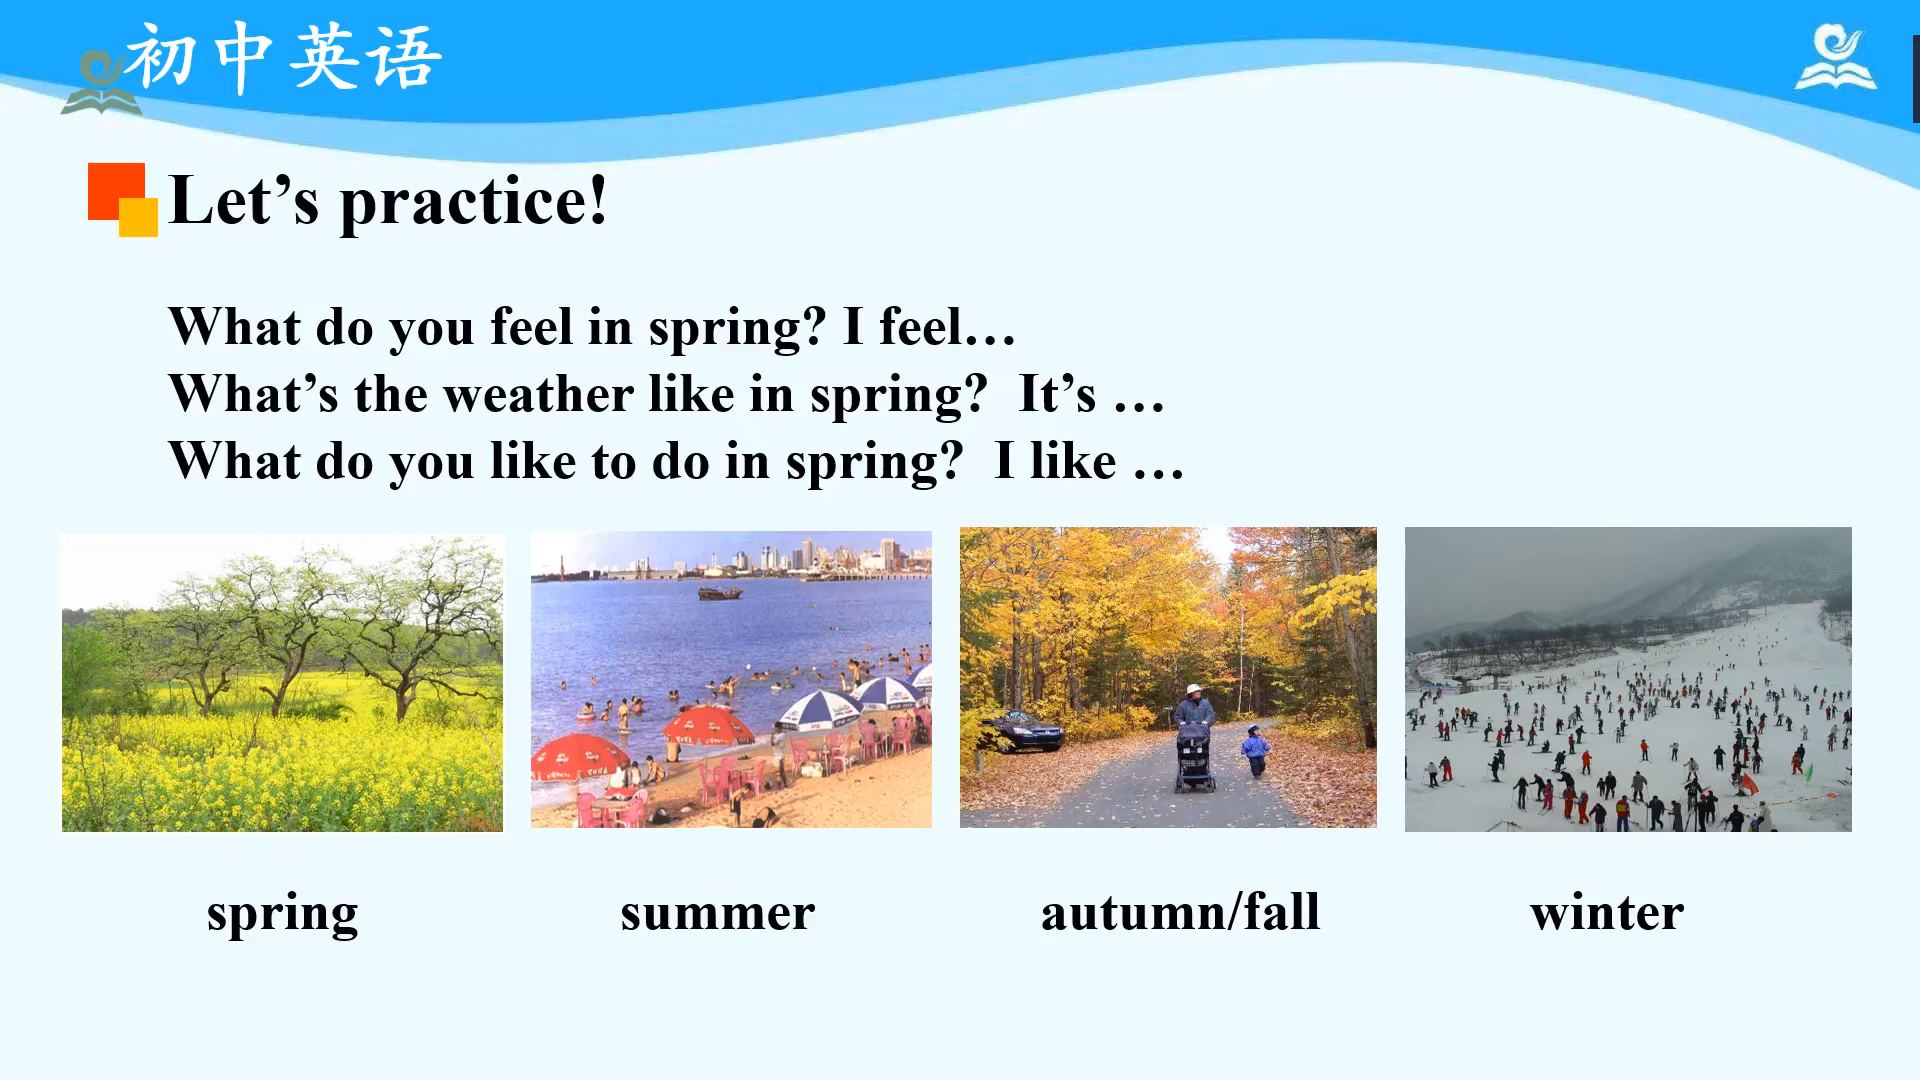 初中英语
Let’s practice!
What do you feel in spring? I feel…
What’s the weather like in spring?  It’s …
What do you like to do in spring?  I like …
spring
summer
autumn/fall
winter